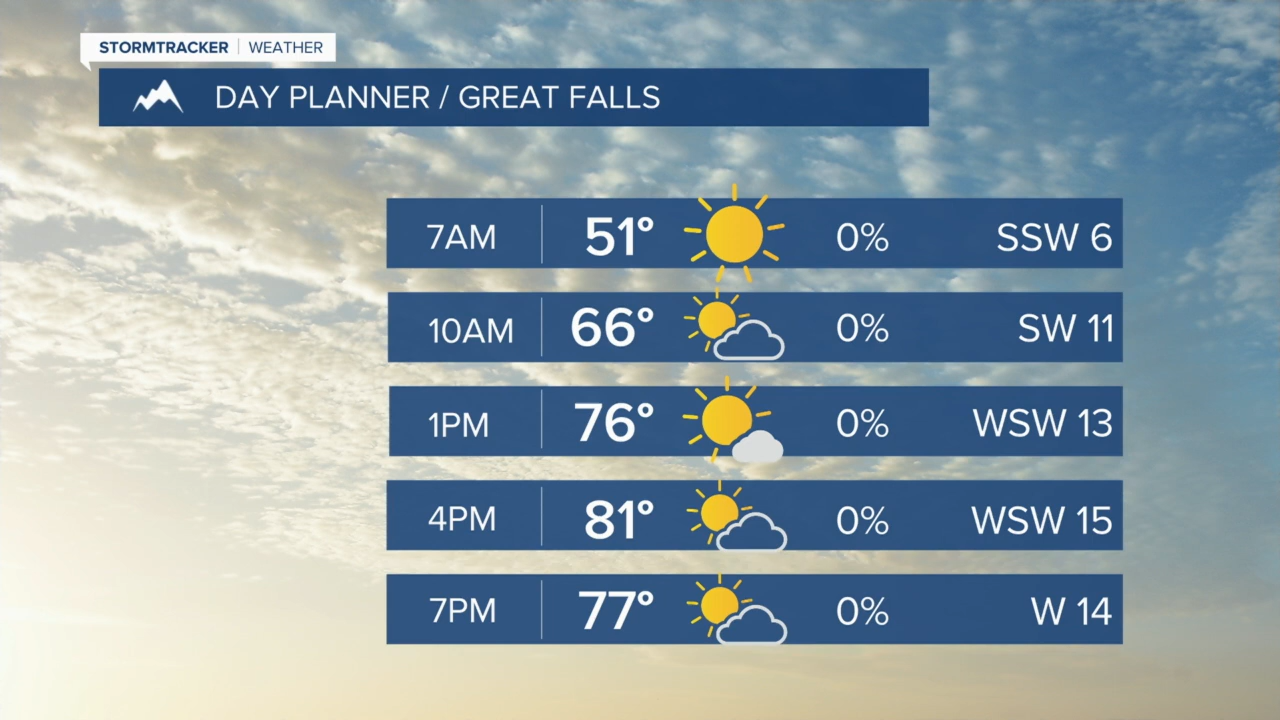 STORMTRACKER | WEATHER
DAY PLANNER / GREAT FALLS
7AM 51° 0% SSW 6
10AM 66° 0% SW 11
1PM 76° 0% WSW 13
4PM 81° 0% WSW 15
7PM 77° 0% W 14